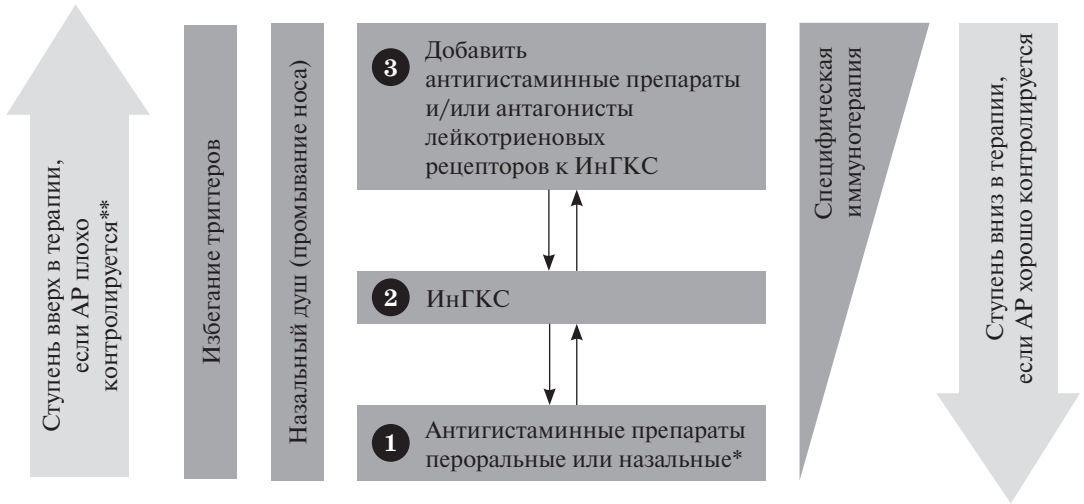 Ступень вверх в терапии,
если АР плохо
контролируется**
Избегание триггеров
Назальный душ (промывание носа)
3 Добавить
антигистаминные препараты
и/или антагонисты
лейкотриеновых
рецепторов к ИнГКС
2 ИнГКС
1 Антигистаминные препараты
пероральные или назальные*
Специфическая
иммунотерапия
Ступень вниз в терапии,
если АР хорошо контролируется